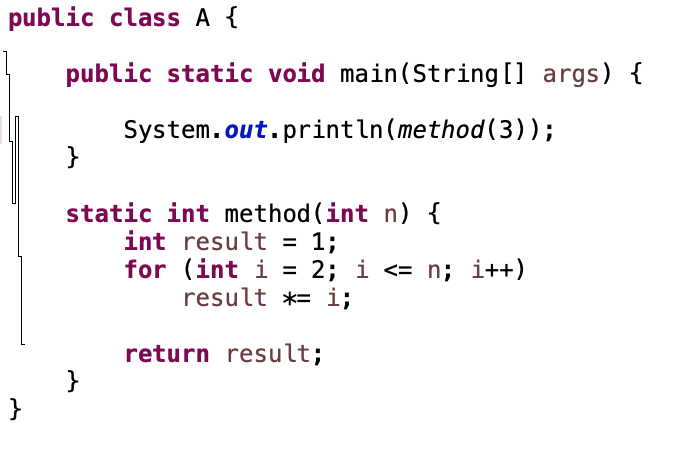 public class A {
public static void main(String[] args) {
System.out.println(method(3));
}
static int method(int n) {
int result = 1;
for (int i = 2; i <= n; i++)
result *= i;
return result;
}
}